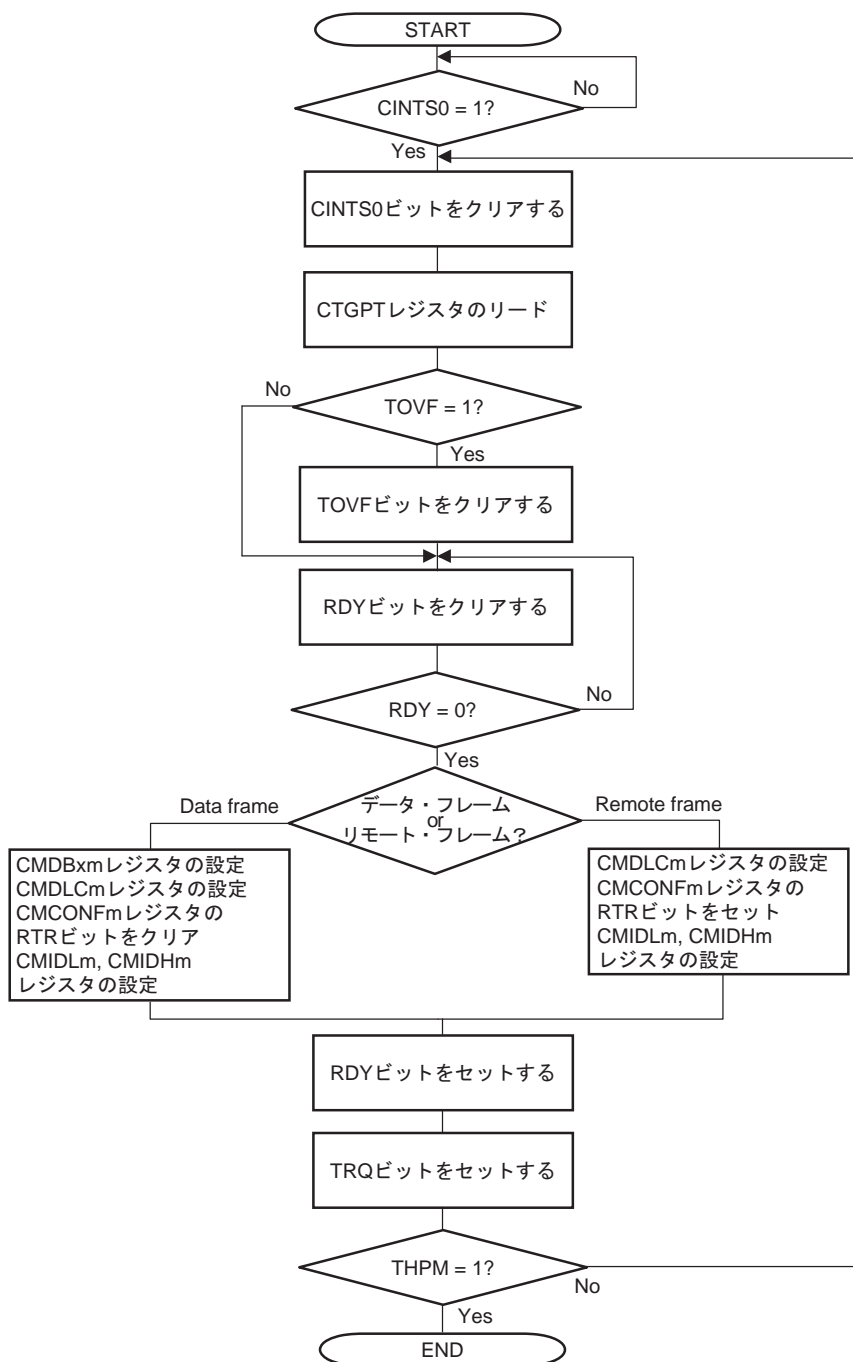 START
No
CINTS0 = 1?
Yes
CINTS0ビットをクリアする
CTGPTレジスタのリード
No
TOVF = 1?
Yes
TOVFビットをクリアする
RDYビットをクリアする
No
RDY = 0?
Yes
Data frame
データ・フレーム
or
リモート・フレーム?
Remote frame
CMDBxmレジスタの設定
CMDLCmレジスタの設定
CMCONFmレジスタの
RTRビットをクリア
CMIDLm, CMIDHm
レジスタの設定
CMDLCmレジスタの設定
CMCONFmレジスタの
RTRビットをセット
CMIDLm, CMIDHm
レジスタの設定
RDYビットをセットする
TRQビットをセットする
THPM = 1?
No
Yes
END